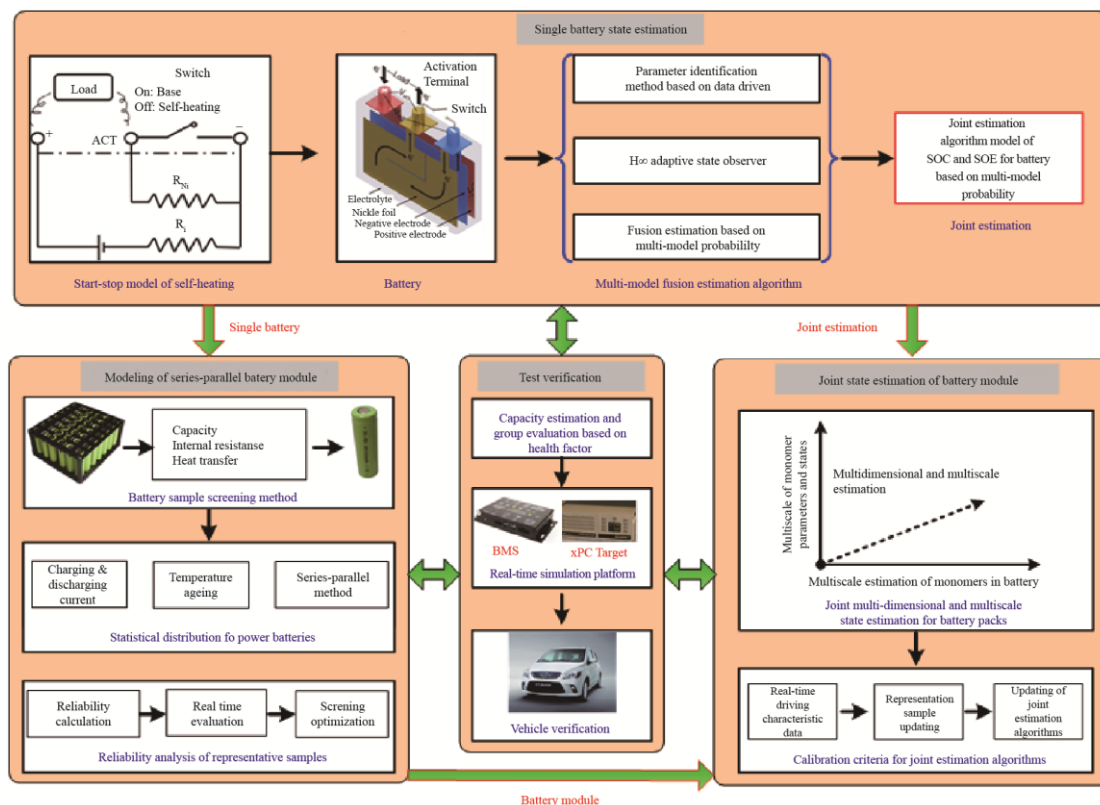 Single battery state estimation
Switch
On: Base
Off: Self-heating
Load
+
ACT
−
R_Ni
R_i
Start-stop model of self-heating
Activation
Terminal
Switch
Electrolyte
Nickle foil
Negative electrode
Positive electrode
Battery
Parameter identification
method based on data driven
H∞ adaptive state observer
Fusion estimation based on
multi-model probabililty
Multi-model fusion estimation algorithm
Joint estimation
algorithm model of
SOC and SOE for battery
based on multi-model
probability
Joint estimation
Single battery
Joint estimation
Modeling of series-parallel batery module
Capacity
Internal resistanse
Heat transfer
Battery sample screening method
Charging &
discharging
current
Temperature
ageing
Series-parallel
method
Statistical distribution fo power batteries
Reliability
calculation
Real time
evaluation
Screning
optimization
Reliability analysis of representative samples
Test verification
Capacity estimation and
group evaluation based on
health factor
BMS
xPC Target
Real-time simulation platform
Vehicle verification
Joint state estimation of battery module
Multiscale of monomer
parameters and states
Multidimensional and multiscale
estimation
Multiscale estimation of monomers in battery
Joint multi-dimensional and multiscale
state estimation for battery packs
Real-time
driving
characteristic
data
Representation
sample
updating
Updating of
joint
estimation
algorithms
Calibration criteria for joint estimation algorithms
Battery module